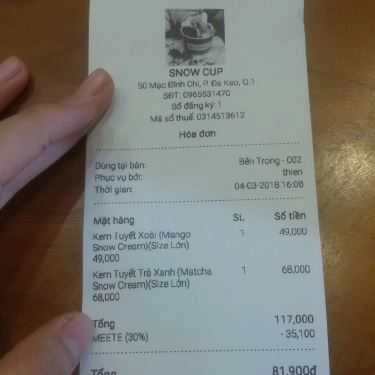 SNOW CUP
50 Mạc Đĩnh Chi, P. Đa Kao, Q.1
SĐT: 0965531470
Số đăng ký: 1
Mã số thuế: 0314513612
Hóa đơn
Dùng tại bàn: Bên Trong - 002
Phục vụ bởi: thien
Thời gian: 04-03-2018 16:08
Mặt hàng SL Số tiền
Kem Tuyết Xoài (Mango 1 49,000
Snow Cream)(Size Lớn)
49,000
Kem Tuyết Trà Xanh (Matcha 1 68,000
Snow Cream)(Size Lớn)
68,000
Tổng 117,000
MEETE (30%) - 35,100
Tổng 81,900đ